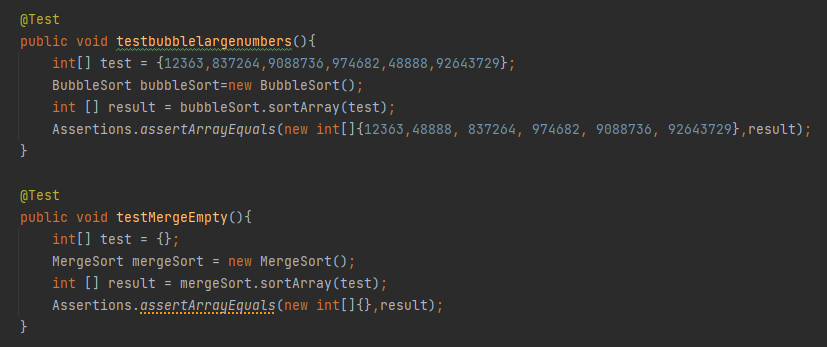 @Test
public void testbubblelargenumbers(){
    int[] test = {12363,837264,9088736,974682,48888,92643729};
    BubbleSort bubbleSort=new BubbleSort();
    int [] result = bubbleSort.sortArray(test);
    Assertions.assertArrayEquals(new int[]{12363,48888, 837264, 974682, 9088736, 92643729},result);
}
@Test
public void testMergeEmpty(){
    int[] test = {};
    MergeSort mergeSort = new MergeSort();
    int [] result = mergeSort.sortArray(test);
    Assertions.assertArrayEquals(new int[]{},result);
}